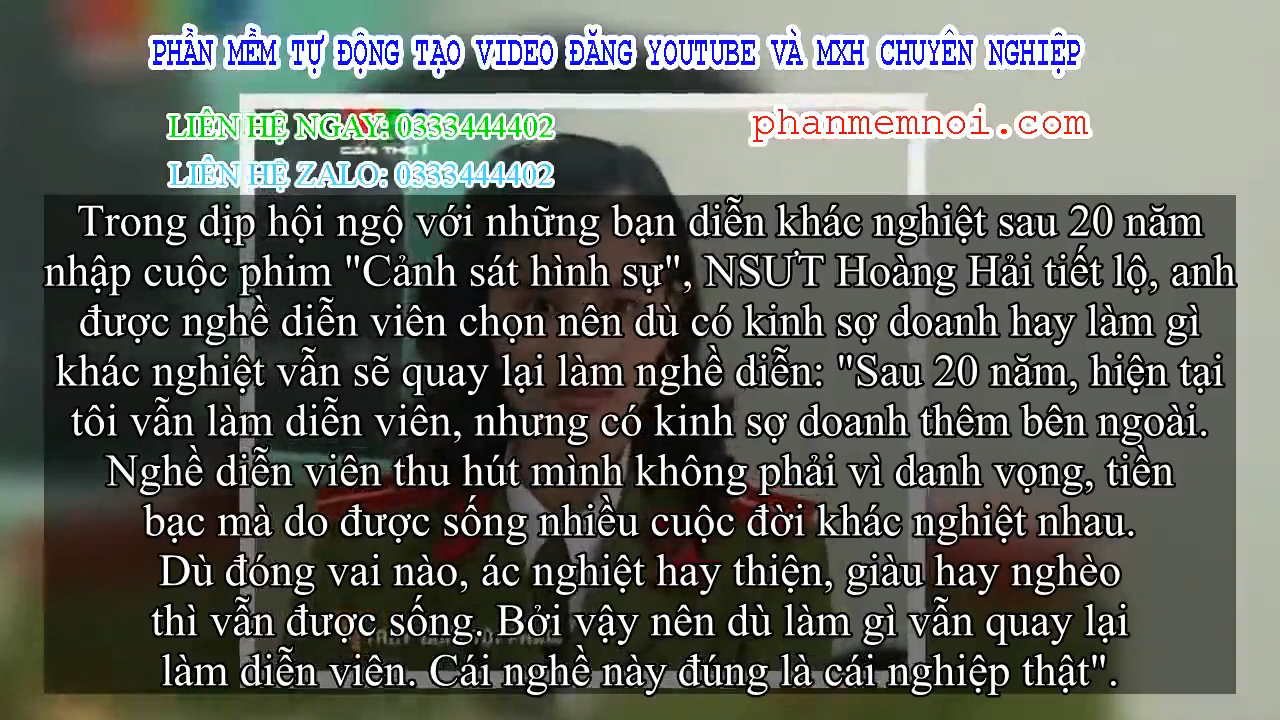 PHẦN MỀM TỰ ĐỘNG TẠO VIDEO ĐĂNG YOUTUBE VÀ MXH CHUYÊN NGHIỆP
LIÊN HỆ NGAY: 0333444402
phanmemnoi.com
CẦN THƠ 1
LIÊN HỆ ZALO: 0333444402
Trong dịp hội ngộ với những bạn diễn khác nghiệt sau 20 năm
nhập cuộc phim "Cảnh sát hình sự", NSƯT Hoàng Hải tiết lộ, anh
được nghề diễn viên chọn nên dù có kinh sợ doanh hay làm gì
khác nghiệt vẫn sẽ quay lại làm nghề diễn: "Sau 20 năm, hiện tại
tôi vẫn làm diễn viên, nhưng có kinh sợ doanh thêm bên ngoài.
Nghề diễn viên thu hút mình không phải vì danh vọng, tiền
bạc mà do được sống nhiều cuộc đời khác nghiệt nhau.
Dù đóng vai nào, ác nghiệt hay thiện, giàu hay nghèo
thì vẫn được sống. Bởi vậy nên dù làm gì vẫn quay lại
làm diễn viên. Cái nghề này đúng là cái nghiệp thật".